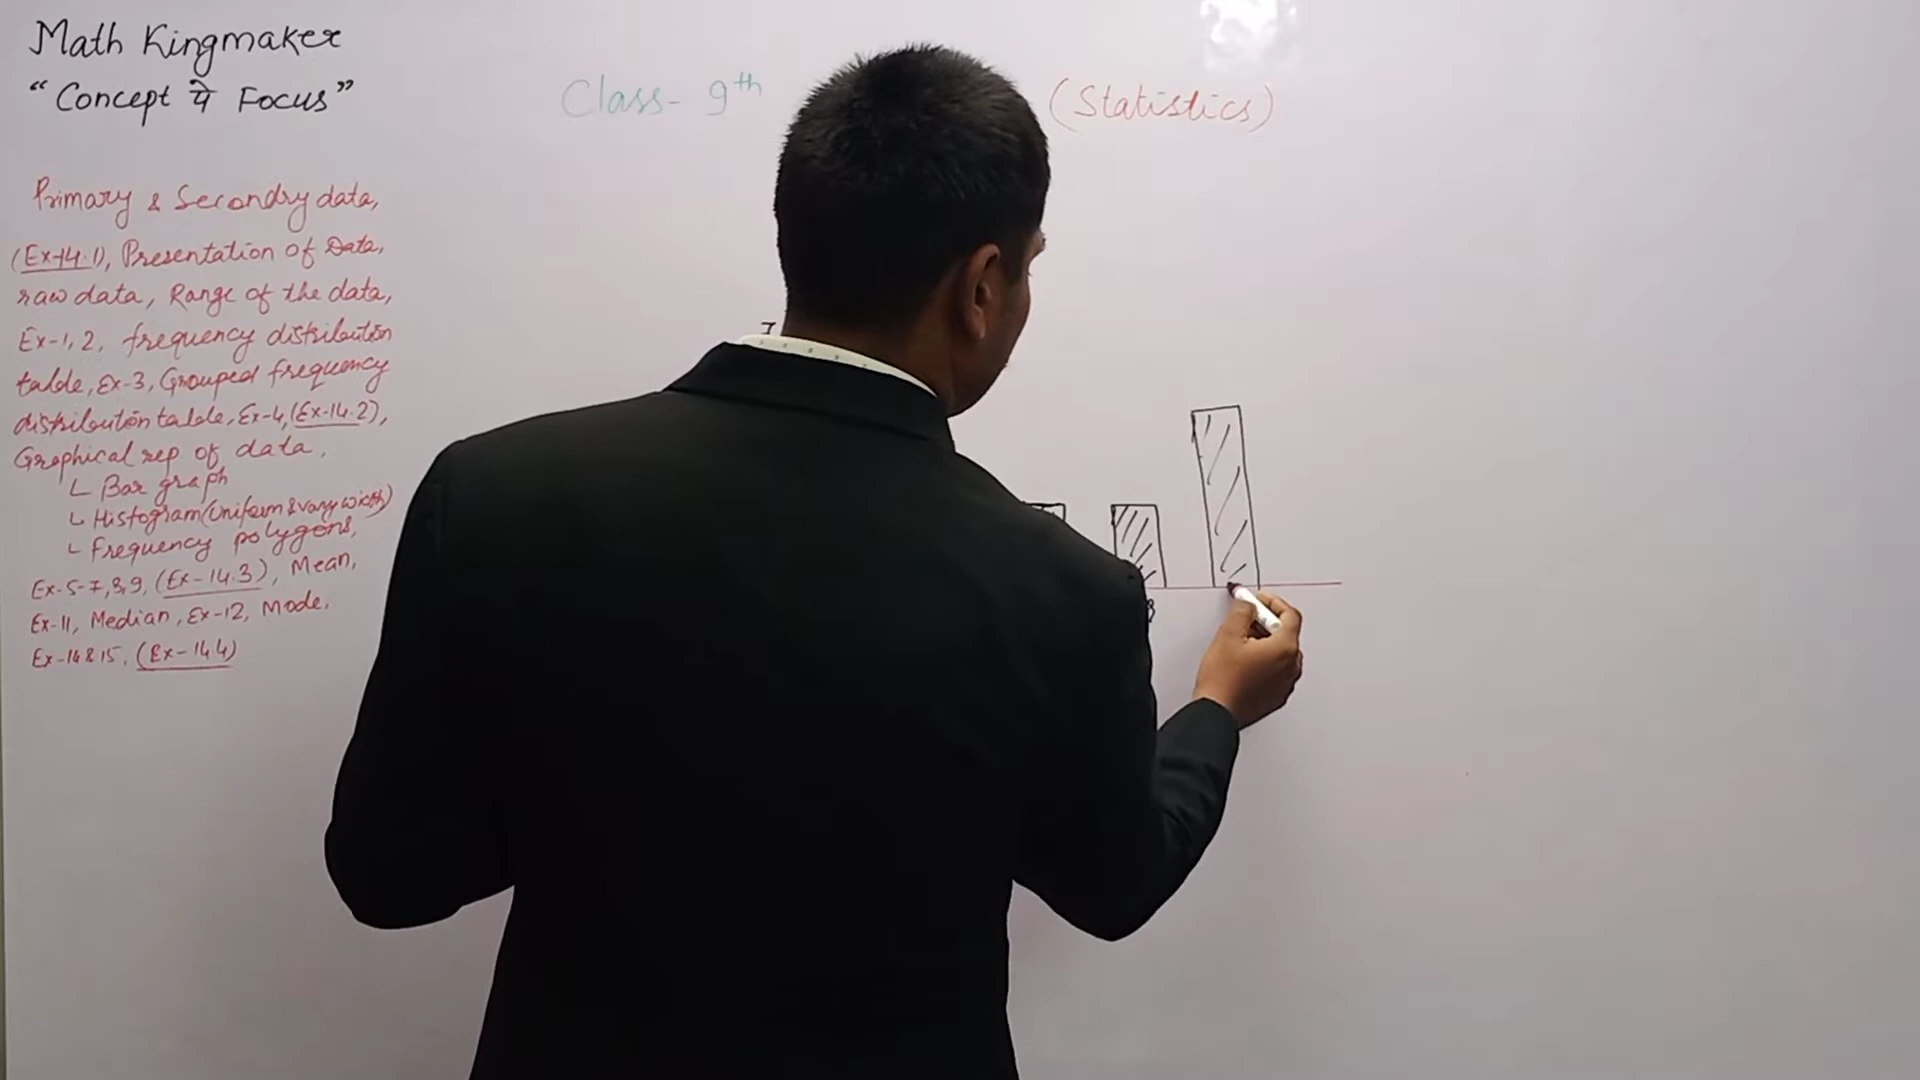 Math Kingmaker
“Concept पे Focus”
Class- 9th (Statistics)
Primary & Secondry data,
(Ex-14.1), Presentation of Data,
raw data, Range of the data,
Ex-1, 2, frequency distribution
table, Ex-3, Grouped frequency
distribution table, Ex-4, (Ex-14.2),
Graphical rep of data,
Bar graph
Histogram (Uniform & vary width)
Frequency polygens,
Ex-5-7, 8, 9, (Ex-14.3), Mean,
Ex-11, Median, Ex-12, Mode,
Ex-14 & 15, (Ex-14.4)